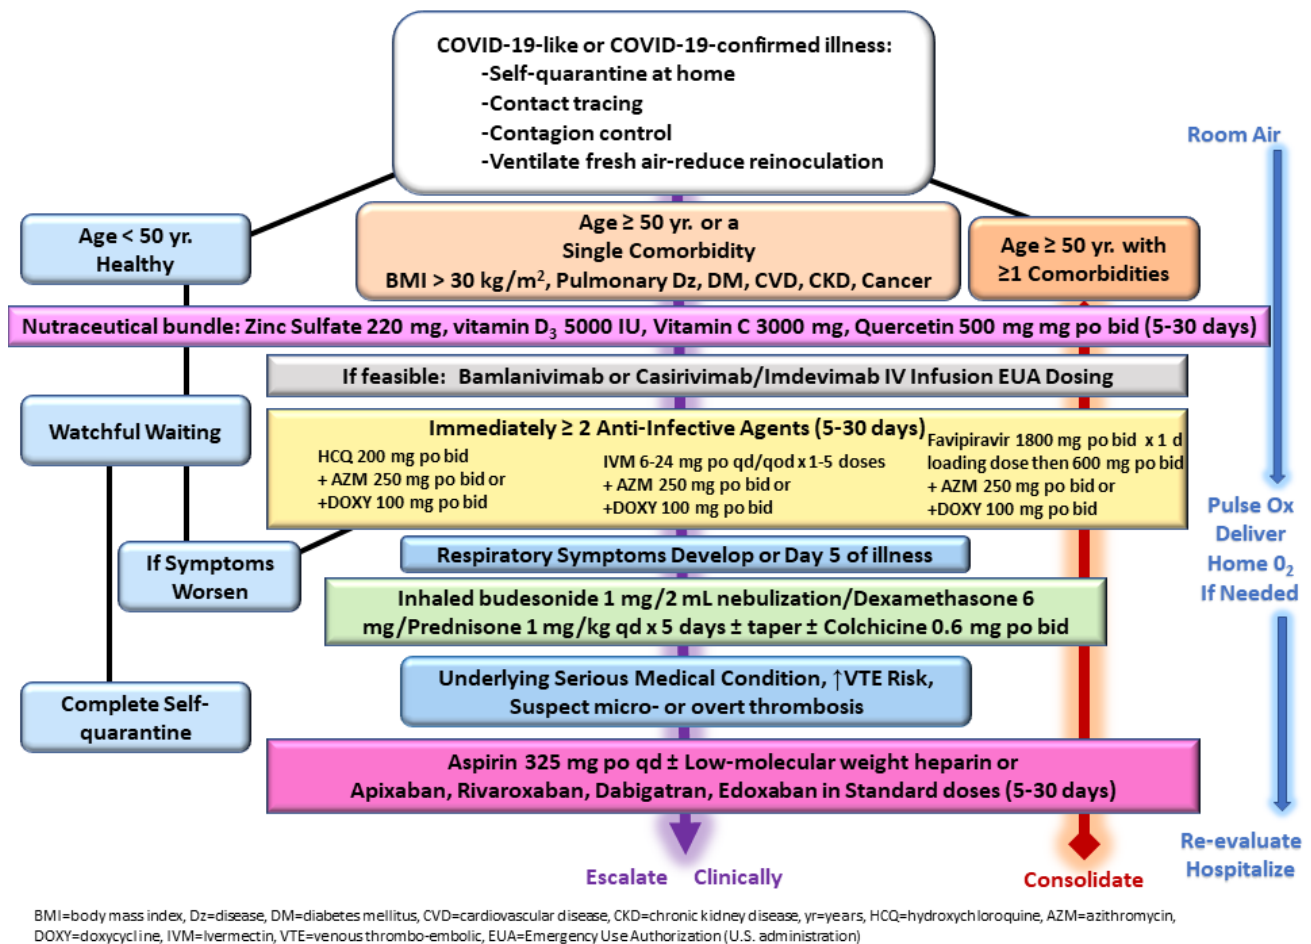 COVID-19-like or COVID-19-confirmed illness:
-Self-quarantine at home
-Contact tracing
-Contagion control
-Ventilate fresh air-reduce reinoculation
Room Air
Age < 50 yr.
Healthy
Age ≥ 50 yr. or a
Single Comorbidity
BMI > 30 kg/m², Pulmonary Dz, DM, CVD, CKD, Cancer
Age ≥ 50 yr. with
≥1 Comorbidities
Nutraceutical bundle: Zinc Sulfate 220 mg, vitamin D₃ 5000 IU, Vitamin C 3000 mg, Quercetin 500 mg mg po bid (5-30 days)
If feasible: Bamlanivimab or Casirivimab/Imdevimab IV Infusion EUA Dosing
Watchful Waiting
Immediately ≥ 2 Anti-Infective Agents (5-30 days)
HCQ 200 mg po bid
+ AZM 250 mg po bid or
+DOXY 100 mg po bid
IVM 6-24 mg po qd/qod x 1-5 doses
+ AZM 250 mg po bid or
+DOXY 100 mg po bid
Favipiravir 1800 mg po bid x 1 d
loading dose then 600 mg po bid
+ AZM 250 mg po bid or
+DOXY 100 mg po bid
Pulse Ox
Deliver
Home 0₂
If Needed
If Symptoms
Worsen
Respiratory Symptoms Develop or Day 5 of illness
Inhaled budesonide 1 mg/2 mL nebulization/Dexamethasone 6
mg/Prednisone 1 mg/kg qd x 5 days ± taper ± Colchicine 0.6 mg po bid
Underlying Serious Medical Condition, ↑VTE Risk,
Suspect micro- or overt thrombosis
Complete Self-
quarantine
Aspirin 325 mg po qd ± Low-molecular weight heparin or
Apixaban, Rivaroxaban, Dabigatran, Edoxaban in Standard doses (5-30 days)
Escalate Clinically
Consolidate
Re-evaluate
Hospitalize
BMI=body mass index, Dz=disease, DM=diabetes mellitus, CVD=cardiovascular disease, CKD=chronic kidney disease, yr=years, HCQ=hydroxychloroquine, AZM=azithromycin,
DOXY=doxycycline, IVM=Ivermectin, VTE=venous thrombo-embolic, EUA=Emergency Use Authorization (U.S. administration)